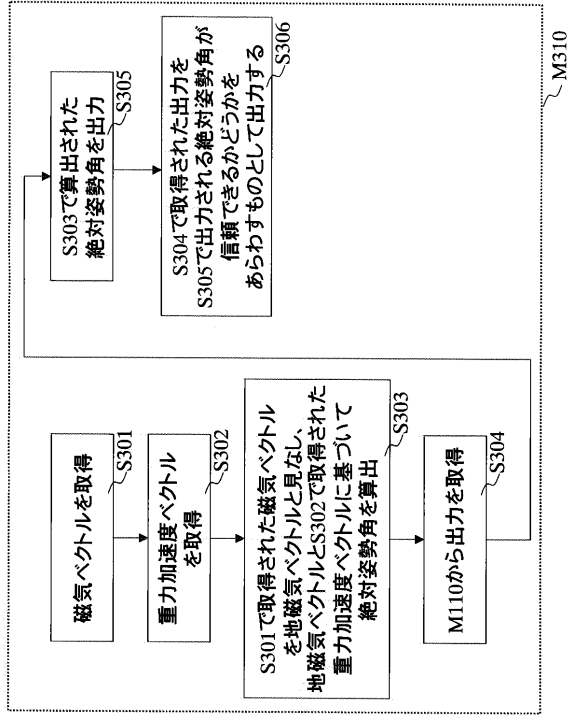 磁気ベクトルを取得
S301
重力加速度ベクトル
を取得
S302
S301で取得された磁気ベクトル
を地磁気ベクトルと見なし、
地磁気ベクトルとS302で取得された
重力加速度ベクトルに基づいて
絶対姿勢角を算出
S303
M110から出力を取得
S304
S303で算出された
絶対姿勢角を出力
S305
S304で取得された出力を
S305で出力される絶対姿勢角が
信頼できるかどうかを
あらわすものとして出力する
S306
M310